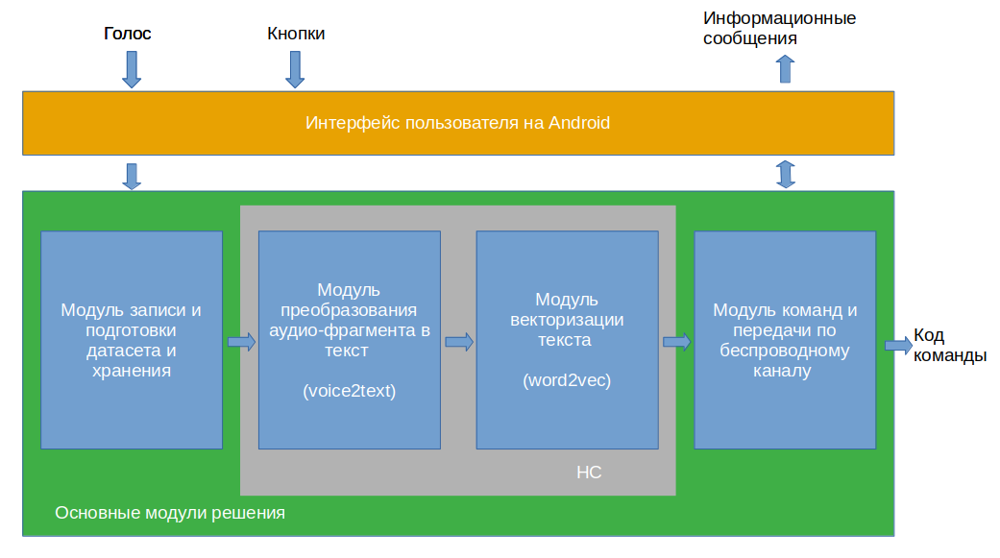 Голос
Кнопки
Информационные
сообщения
Интерфейс пользователя на Android
Модуль записи и
подготовки
датасета и
хранения
Модуль
преобразования
аудио-фрагмента в
текст
(voice2text)
Модуль
векторизации
текста
(word2vec)
Модуль команд и
передачи по
беспроводному
каналу
Код
команды
НС
Основные модули решения